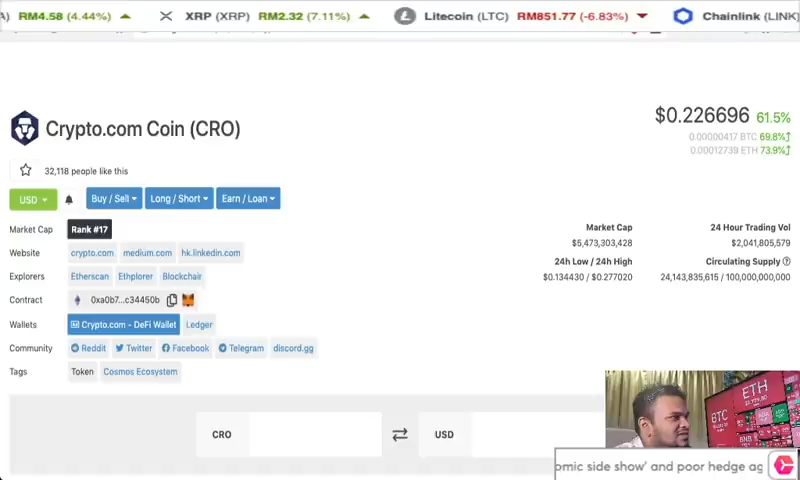 A) RM4.58 (4.44%) XRP (XRP) RM2.32 (7.11%) Litecoin (LTC) RM851.77 (-6.83%) Chainlink (LINK)
Crypto.com Coin (CRO)
$0.226696 61.5%
0.00000417 BTC 69.8%
0.00012739 ETH 73.9%
32,118 people like this
USD Buy / Sell Long / Short Earn / Loan
Market Cap Rank #17
Website crypto.com medium.com hk.linkedin.com
Explorers Etherscan Ethplorer Blockchair
Contract 0xa0b7...c34450b
Wallets Crypto.com - DeFi Wallet Ledger
Community Reddit Twitter Facebook Telegram discord.gg
Tags Token Cosmos Ecosystem
Market Cap 24 Hour Trading Vol
$5,473,303,428 $2,041,805,579
24h Low / 24h High Circulating Supply
$0.134430 / $0.277020 24,143,835,615 / 100,000,000,000
CRO USD
ETH
BTC
BNB
omic side show' and poor hedge ag